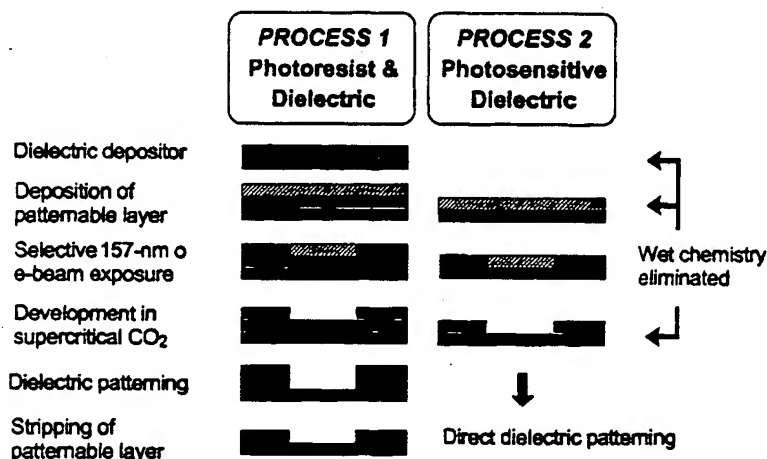 PROCESS 1
Photoresist &
Dielectric
PROCESS 2
Photosensitive
Dielectric
Dielectric depositor
Deposition of
patternable layer
Selective 157-nm o
e-beam exposure
Development in
supercritical CO₂
Dielectric patterning
Stripping of
patternable layer
Wet chemistry
eliminated
Direct dielectric patterning